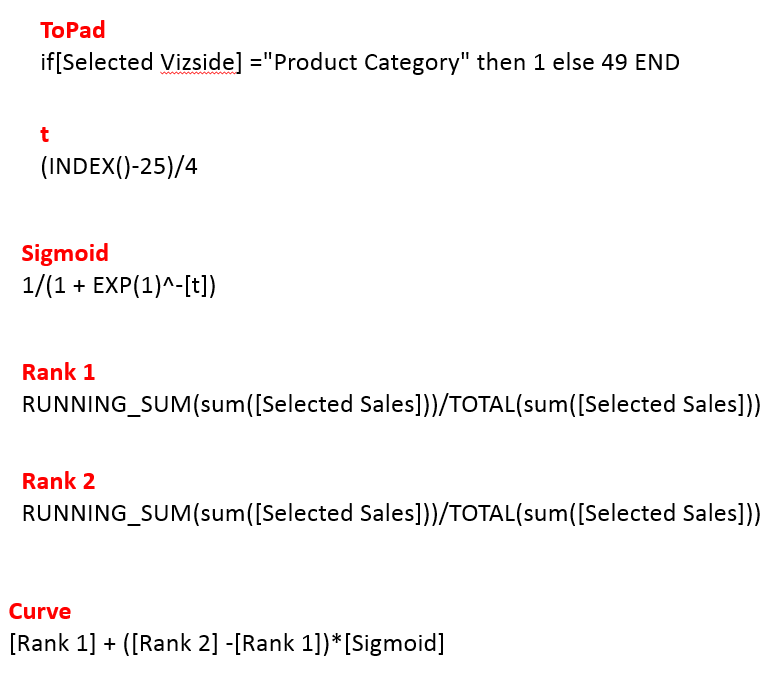 ToPad
if[Selected Vizside] ="Product Category" then 1 else 49 END
t
(INDEX()-25)/4
Sigmoid
1/(1 + EXP(1)^-[t])
Rank 1
RUNNING_SUM(sum([Selected Sales]))/TOTAL(sum([Selected Sales]))
Rank 2
RUNNING_SUM(sum([Selected Sales]))/TOTAL(sum([Selected Sales]))
Curve
[Rank 1] + ([Rank 2] -[Rank 1])*[Sigmoid]